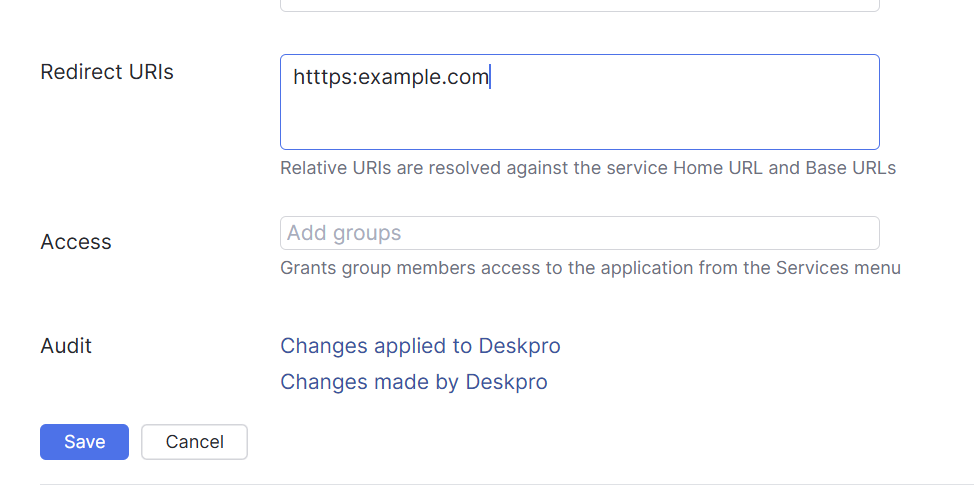 Redirect URIs
htttps:example.com
Relative URIs are resolved against the service Home URL and Base URLs
Access
Add groups
Grants group members access to the application from the Services menu
Audit
Changes applied to Deskpro
Changes made by Deskpro
Save
Cancel